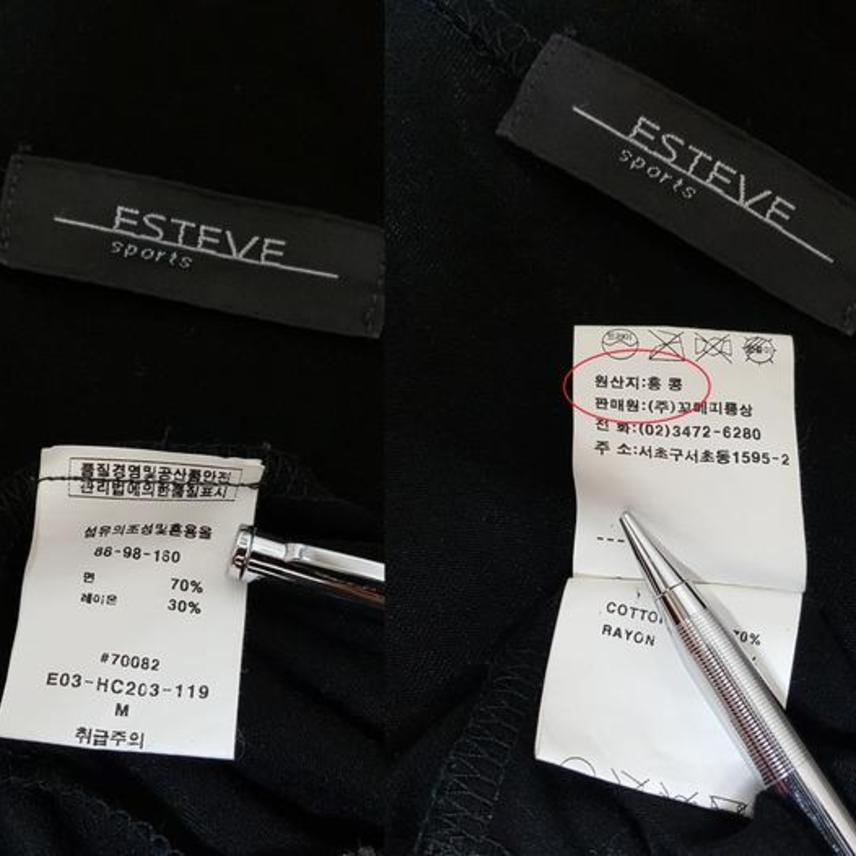 ESTEVE
sports
품질경영및공산품안전
관리법에의한품질표시
섬유의조성및혼용율
86-98-160
면 70%
레이온 30%
#70082
E03-HC203-119
M
취급주의
ESTEVE
sports
드라이
원산지:홍 콩
판매원:(주)꼬메피통상
전 화:(02)3472-6280
주 소:서초구서초동1595-2
RAYON